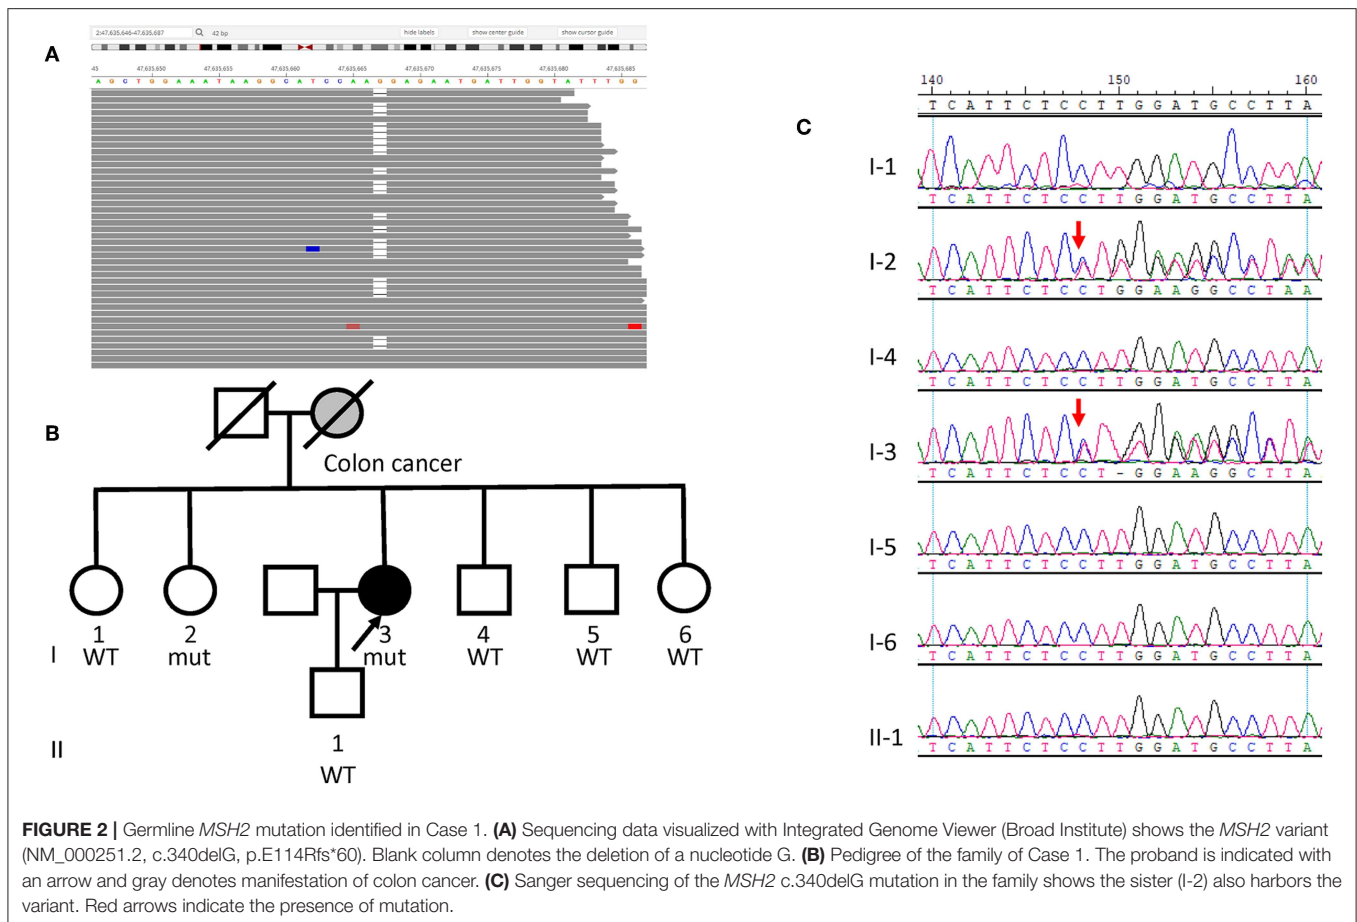 A
2:47,635,646-47,635,687 42 bp hide labels show center guide show cursor guide
45 47,635,650 47,635,655 47,635,660 47,635,665 47,635,670 47,635,675 47,635,680 47,635,685
A G C T G G A A A T A A G G C A T C C A A G G A G A A T G A T T G G T A T T T G G
B
Colon cancer
1 2 3 4 5 6
I WT mut mut WT WT WT
II
1
WT
C
140 150 160
T C A T T C T C C T T G G A T G C C T T A
I-1
T C A T T C T C C T T G G A T G C C T T A
I-2
T C A T T C T C C T G G A A G G C C T A A
I-4
T C A T T C T C C T T G G A T G C C T T A
I-3
T C A T T C T C C T G G A A G G C T T A
I-5
T C A T T C T C C T T G G A T G C C T T A
I-6
T C A T T C T C C T T G G A T G C C T T A
II-1
T C A T T C T C C T T G G A T G C C T T A
FIGURE 2 | Germline MSH2 mutation identified in Case 1. (A) Sequencing data visualized with Integrated Genome Viewer (Broad Institute) shows the MSH2 variant
(NM_000251.2, c.340delG, p.E114Rfs*60). Blank column denotes the deletion of a nucleotide G. (B) Pedigree of the family of Case 1. The proband is indicated with
an arrow and gray denotes manifestation of colon cancer. (C) Sanger sequencing of the MSH2 c.340delG mutation in the family shows the sister (I-2) also harbors the
variant. Red arrows indicate the presence of mutation.